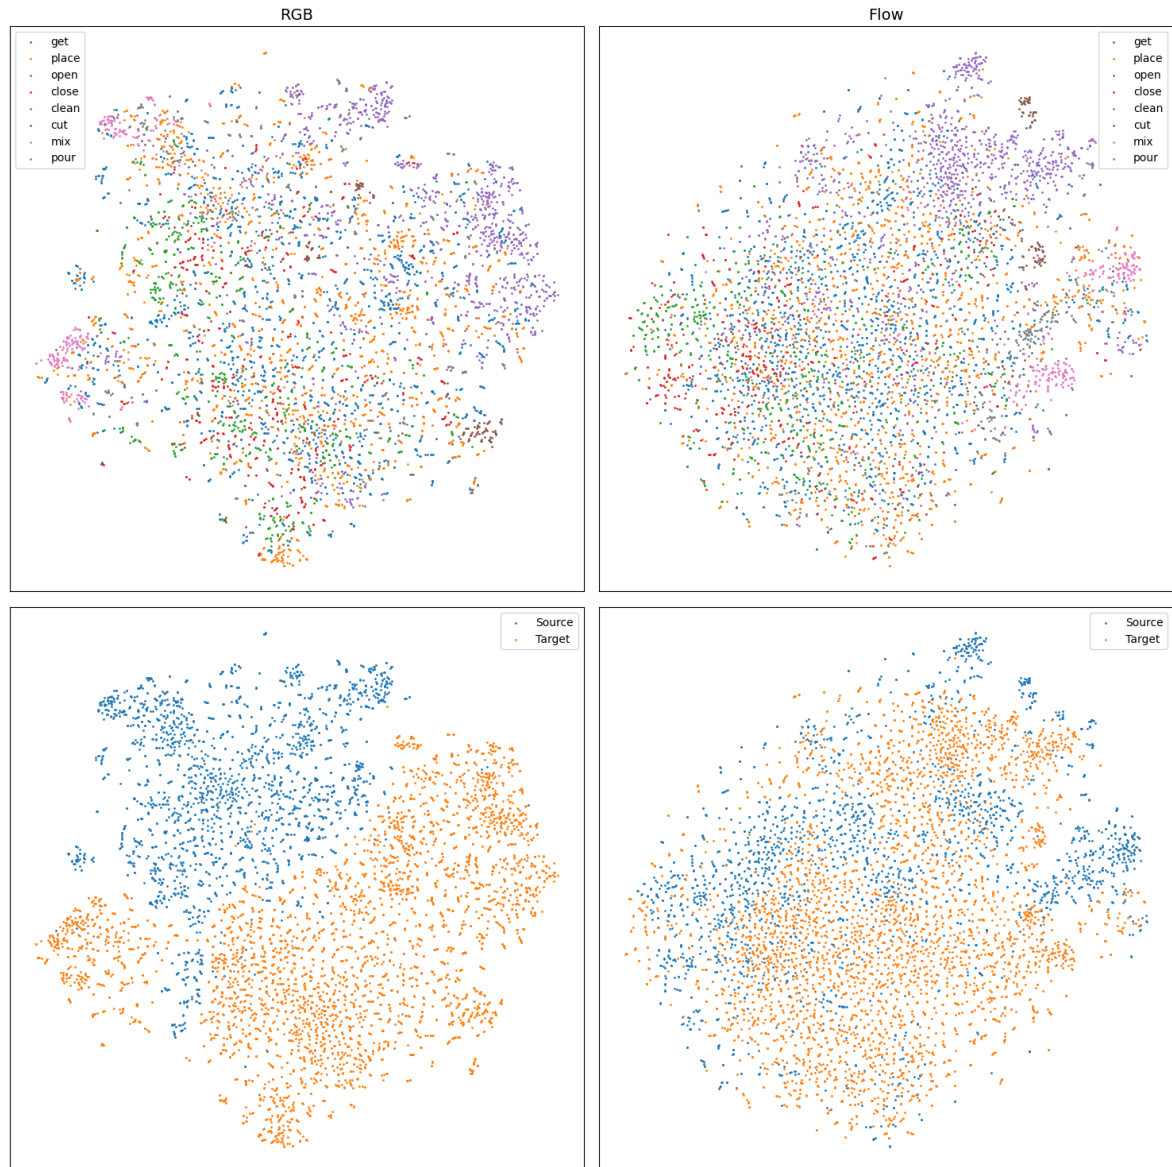 RGB
Flow
get
place
open
close
clean
cut
mix
pour
get
place
open
close
clean
cut
mix
pour
Source
Target
Source
Target